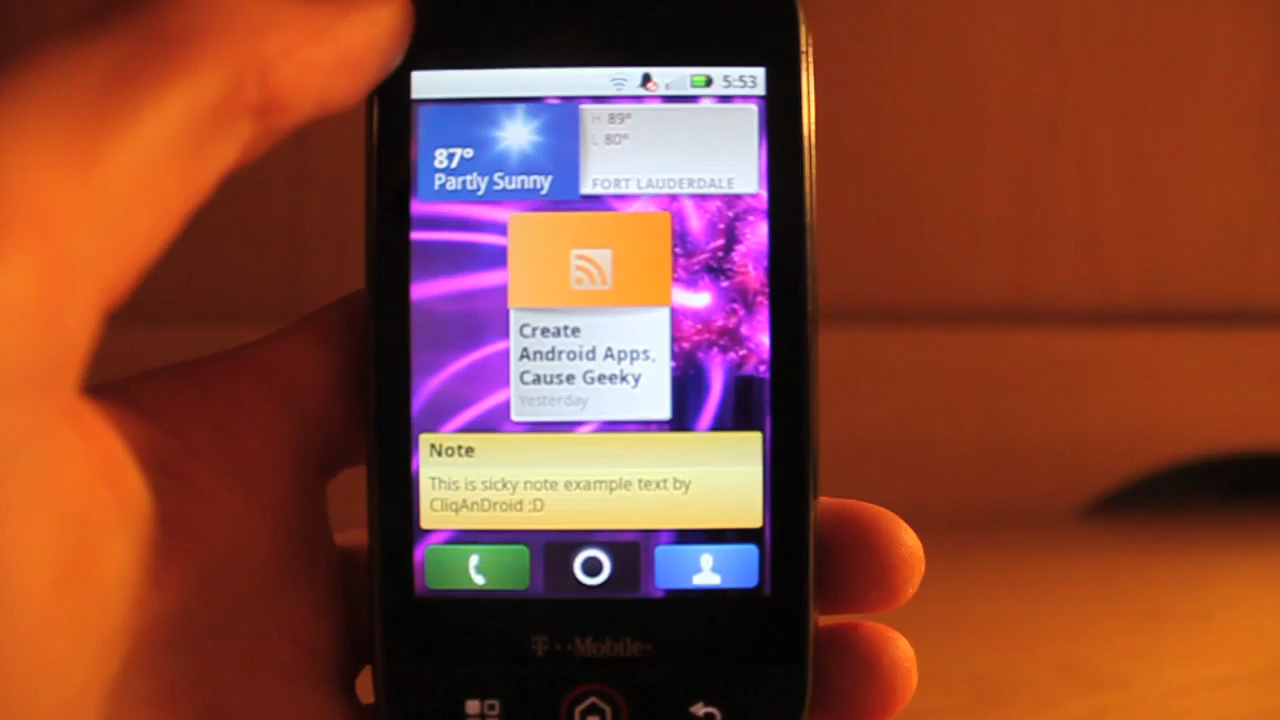 5:53
H 89°
L 80°
87°
Partly Sunny
FORT LAUDERDALE
Create
Android Apps,
Cause Geeky
Yesterday
Note
This is sicky note example text by
CliqAnDroid :D
T··Mobile·